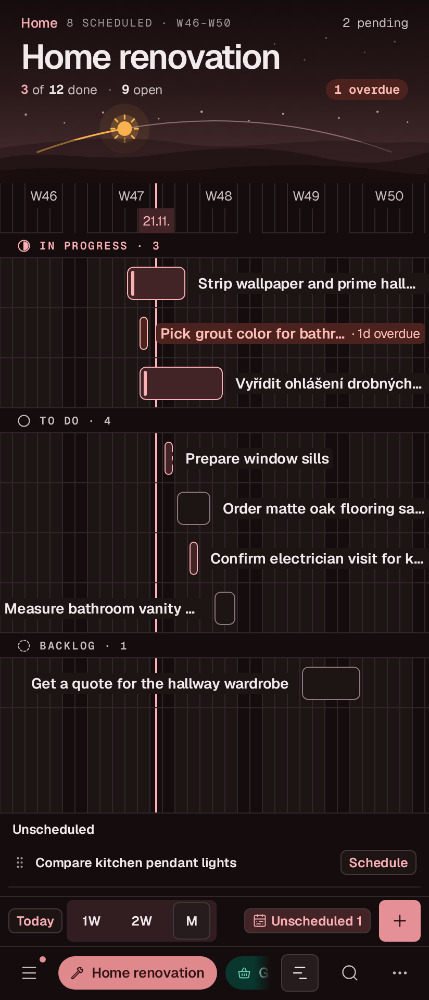 Home 8 SCHEDULED · W46–W50 2 pending
Home renovation
3 of 12 done · 9 open 1 overdue
W46 W47 W48 W49 W50
21.11.
IN PROGRESS · 3
Strip wallpaper and prime hall…
Pick grout color for bathr… · 1d overdue
Vyřídit ohlášení drobných…
TO DO · 4
Prepare window sills
Order matte oak flooring sa…
Confirm electrician visit for k…
Measure bathroom vanity …
BACKLOG · 1
Get a quote for the hallway wardrobe
Unscheduled
Compare kitchen pendant lights Schedule
Today 1W 2W M Unscheduled 1
Home renovation G